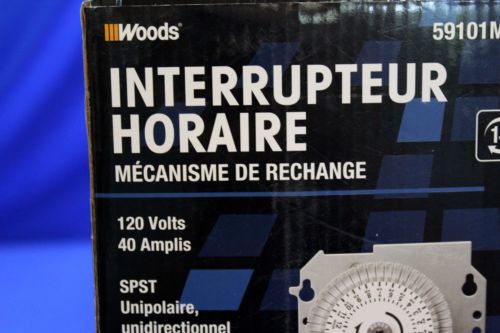 Woods® 59101M
INTERRUPTEUR
HORAIRE
MÉCANISME DE RECHANGE
120 Volts
40 Amplis
SPST
Unipolaire,
unidirectionnel